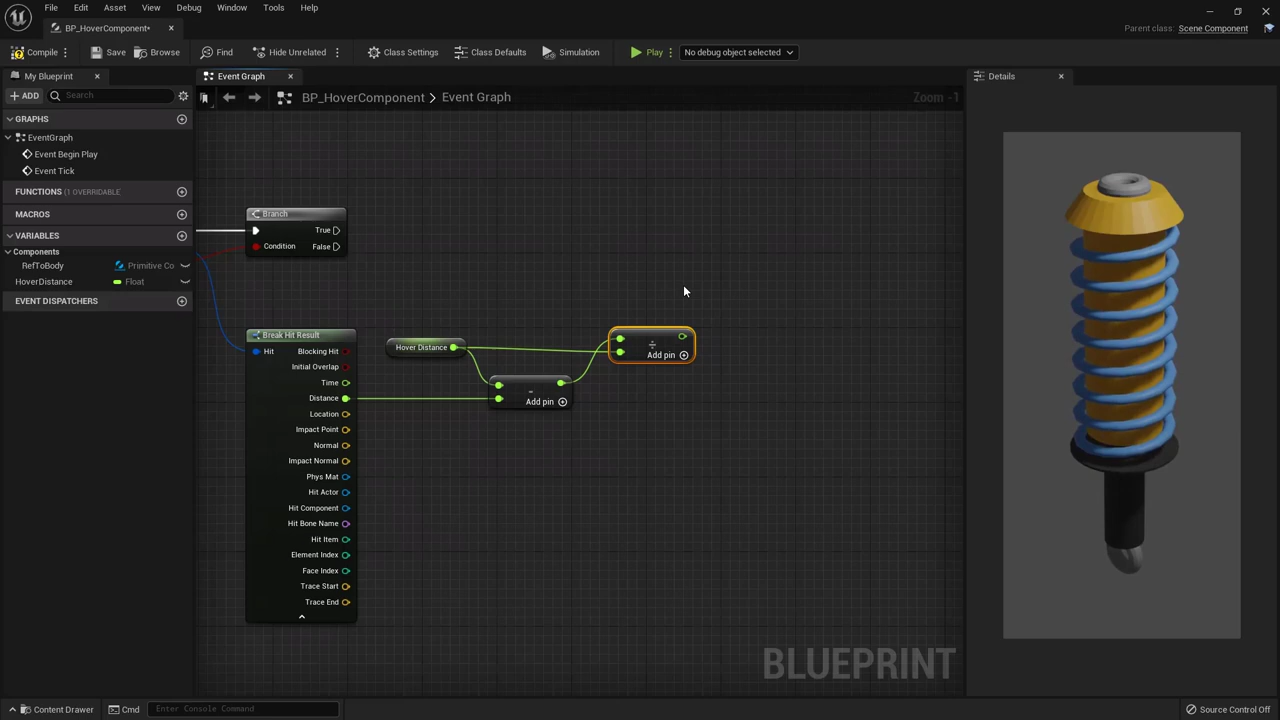 File Edit Asset View Debug Window Tools Help
BP_HoverComponent*
Parent class: Scene Component
Compile Save Browse Find Hide Unrelated Class Settings Class Defaults Simulation Play No debug object selected
My Blueprint Event Graph Details
ADD Search
BP_HoverComponent > Event Graph Zoom -1
GRAPHS
EventGraph
Event Begin Play
Event Tick
FUNCTIONS (1 OVERRIDABLE
MACROS
VARIABLES
Components
RefToBody Primitive Co
HoverDistance Float
EVENT DISPATCHERS
Branch
True
Condition False
Break Hit Result
Hit Blocking Hit
Initial Overlap
Time
Distance
Location
Impact Point
Normal
Impact Normal
Phys Mat
Hit Actor
Hit Component
Hit Bone Name
Hit Item
Element Index
Face Index
Trace Start
Trace End
Hover Distance
-
Add pin
÷
Add pin
BLUEPRINT
Content Drawer Cmd Enter Console Command Source Control Off